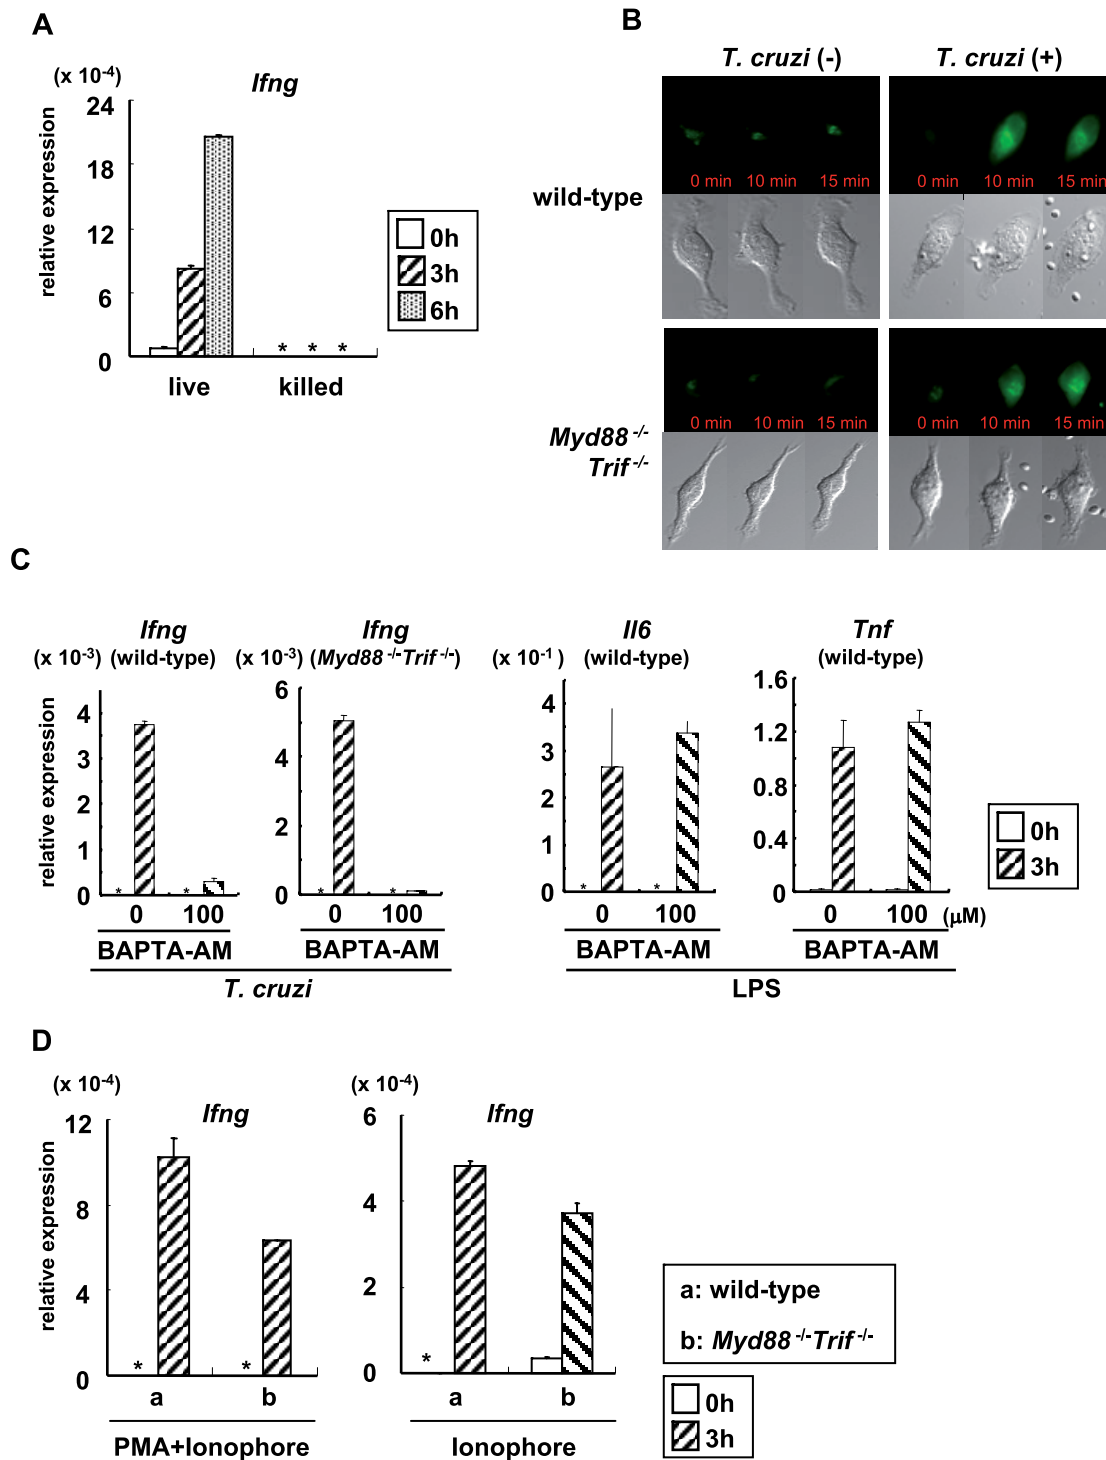 A
(x 10-4)
Ifng
relative expression
24
18
12
6
0
* * *
live killed
0h
3h
6h
B
T. cruzi (-) T. cruzi (+)
wild-type
0 min 10 min 15 min 0 min 10 min 15 min
Myd88 -/-
Trif -/-
0 min 10 min 15 min 0 min 10 min 15 min
C
Ifng
(x 10-3) (wild-type)
relative expression
4
3
2
1
0
* *
0 100
BAPTA-AM
Ifng
(x 10-3) (Myd88 -/-Trif -/-)
6
4
2
0
* *
0 100
BAPTA-AM
T. cruzi
Il6
(x 10-1) (wild-type)
4
3
2
1
0
* *
0 100
BAPTA-AM
Tnf
(wild-type)
1.6
1.2
0.8
0.4
0
0 100 (μM)
BAPTA-AM
LPS
0h
3h
D
(x 10-4)
Ifng
relative expression
12
8
4
0
* *
a b
PMA+Ionophore
(x 10-4)
Ifng
6
4
2
0
*
a b
Ionophore
a: wild-type
b: Myd88 -/-Trif -/-
0h
3h